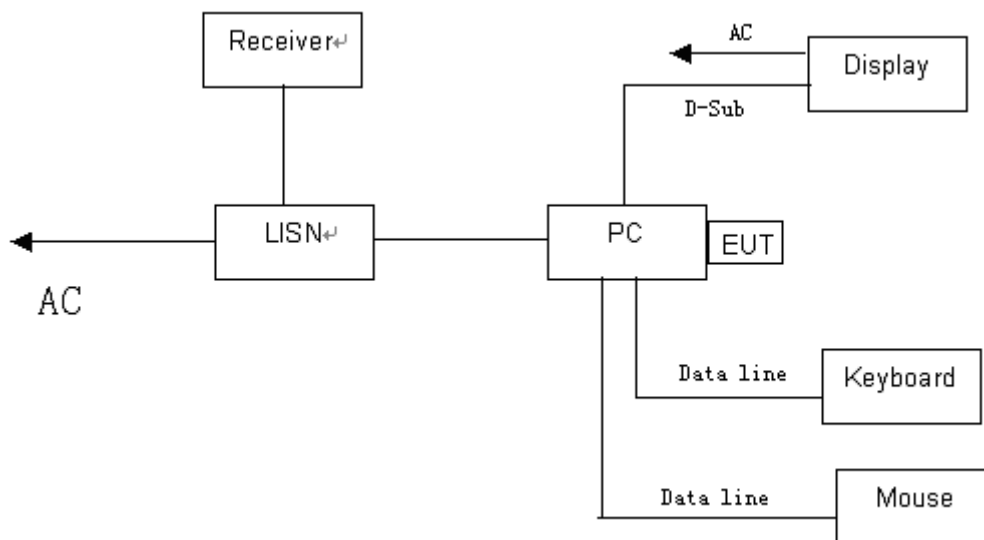 Receiver↵
AC
Display
D-Sub
LISN↵
PC
EUT
AC
Data line
Keyboard
Data line
Mouse